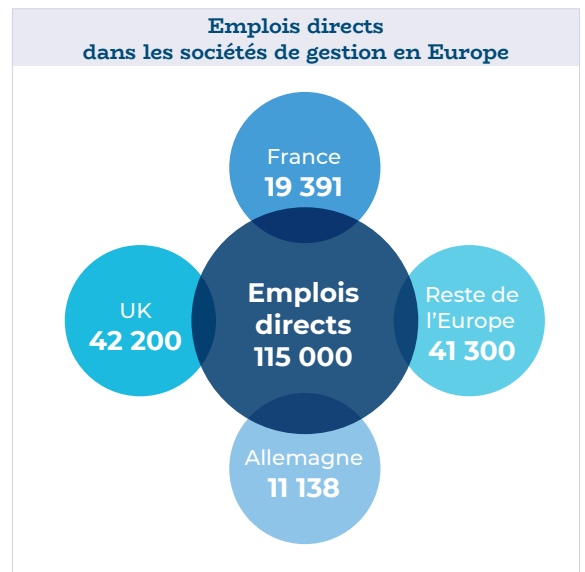 Emplois directs
dans les sociétés de gestion en Europe
France
19 391
UK
42 200
Emplois
directs
115 000
Reste de
l'Europe
41 300
Allemagne
11 138